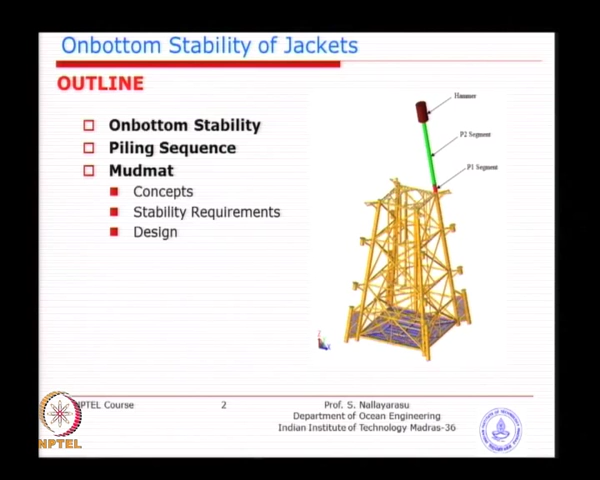 Onbottom Stability of Jackets
OUTLINE
Onbottom Stability
Piling Sequence
Mudmat
Concepts
Stability Requirements
Design
Hammer
P2 Segment
P1 Segment
NPTEL Course
2
Prof. S. Nallayarasu
Department of Ocean Engineering
Indian Institute of Technology Madras-36
NPTEL